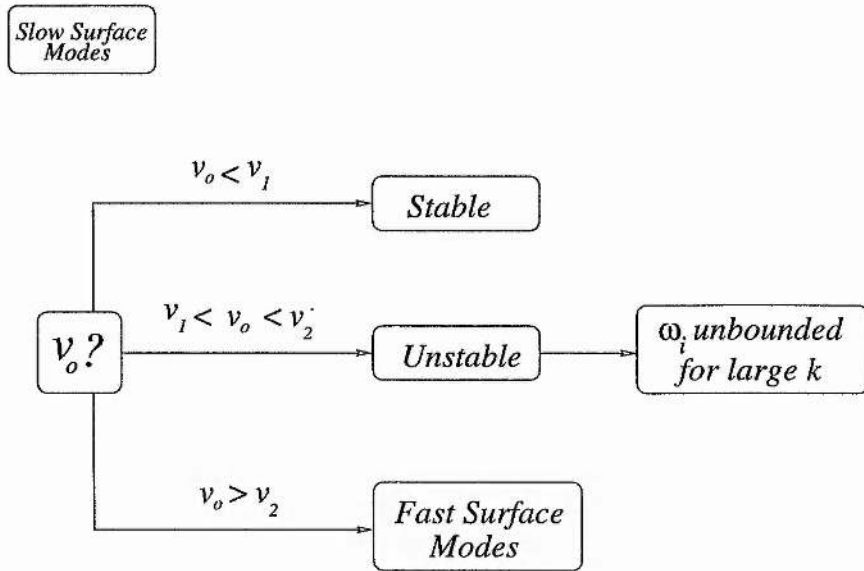 Slow Surface
Modes
v_o < v_1
Stable
v_1 < v_o < v_2
v_o ?
Unstable
ω_i unbounded
for large k
v_o > v_2
Fast Surface
Modes